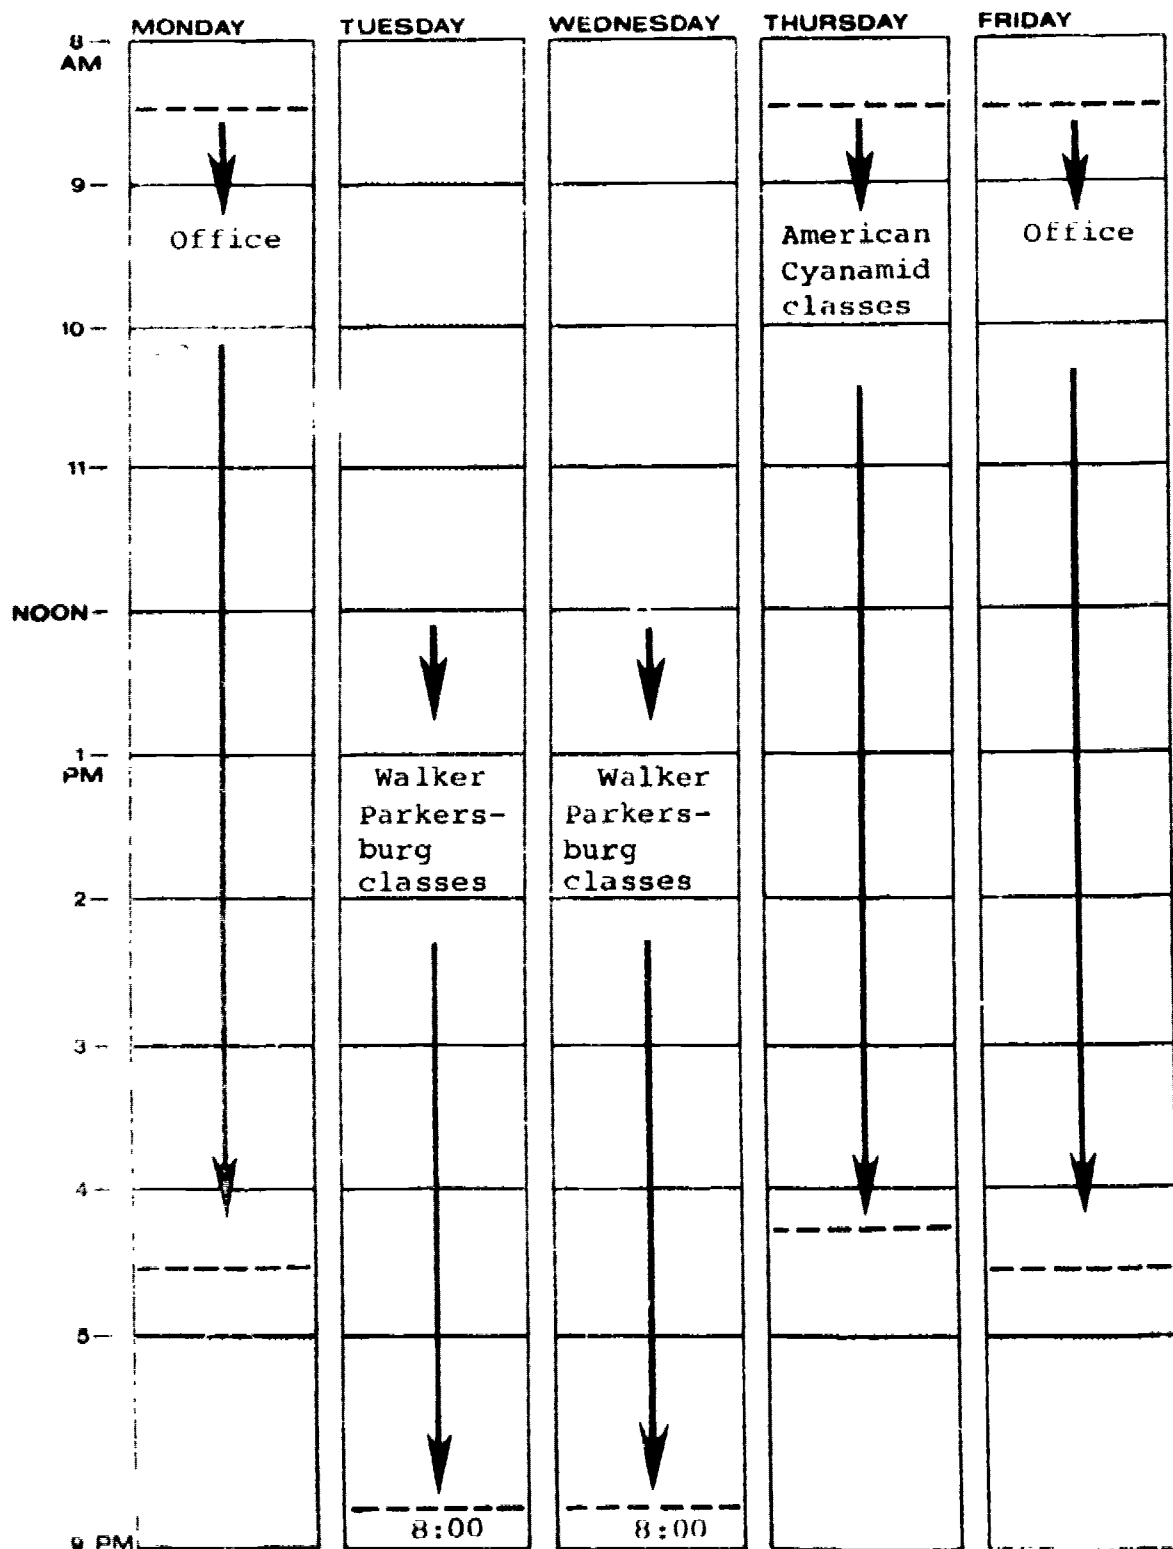 MONDAY TUESDAY WEDNESDAY THURSDAY FRIDAY
8
AM
9
Office
American
Cyanamid
classes
Office
10
11
NOON
1
PM
Walker
Parkers-
burg
classes
Walker
Parkers-
burg
classes
2
3
4
5
8:00 8:00
9 PM